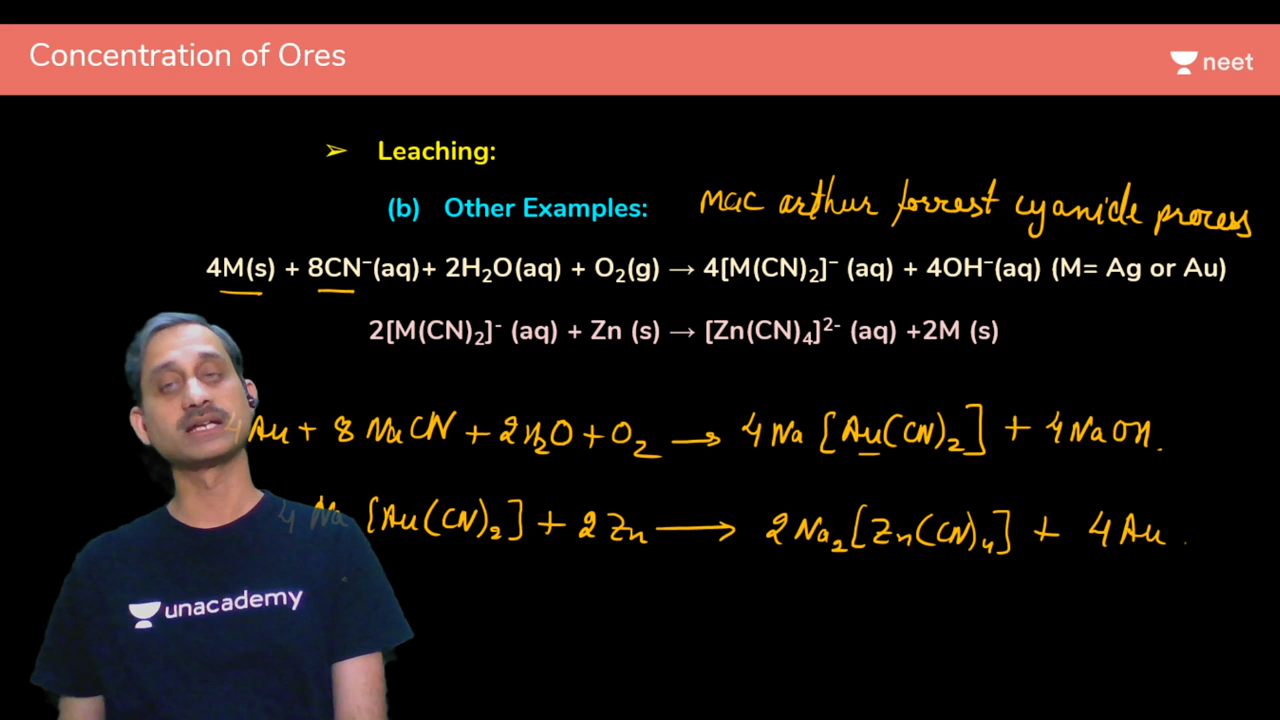 Concentration of Ores
neet
➢ Leaching:
(b) Other Examples:
Mac arthur forrest cyanide process
4M(s) + 8CN⁻(aq)+ 2H₂O(aq) + O₂(g) → 4[M(CN)₂]⁻ (aq) + 4OH⁻(aq) (M= Ag or Au)
2[M(CN)₂]⁻ (aq) + Zn (s) → [Zn(CN)₄]²⁻ (aq) +2M (s)
4Au + 8 NaCN + 2H₂O + O₂ → 4 Na [Au(CN)₂] + 4 NaOH.
4 Na [Au(CN)₂] + 2 Zn → 2 Na₂ [Zn(CN)₄] + 4 Au.
unacademy